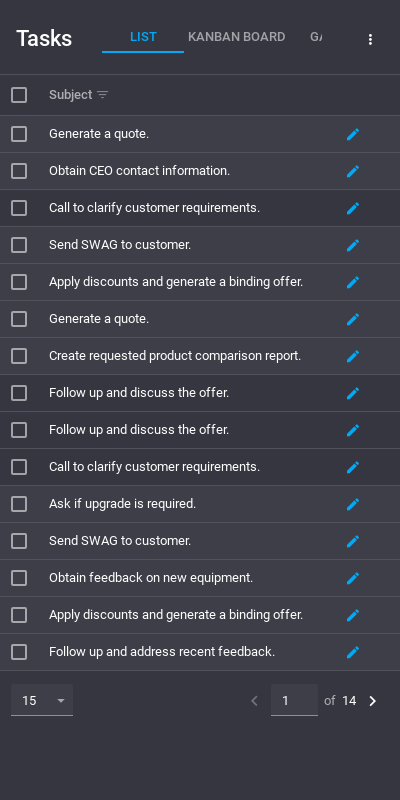 Tasks
LIST KANBAN BOARD GA
Subject
Generate a quote.
Obtain CEO contact information.
Call to clarify customer requirements.
Send SWAG to customer.
Apply discounts and generate a binding offer.
Generate a quote.
Create requested product comparison report.
Follow up and discuss the offer.
Follow up and discuss the offer.
Call to clarify customer requirements.
Ask if upgrade is required.
Send SWAG to customer.
Obtain feedback on new equipment.
Apply discounts and generate a binding offer.
Follow up and address recent feedback.
15 1 of 14